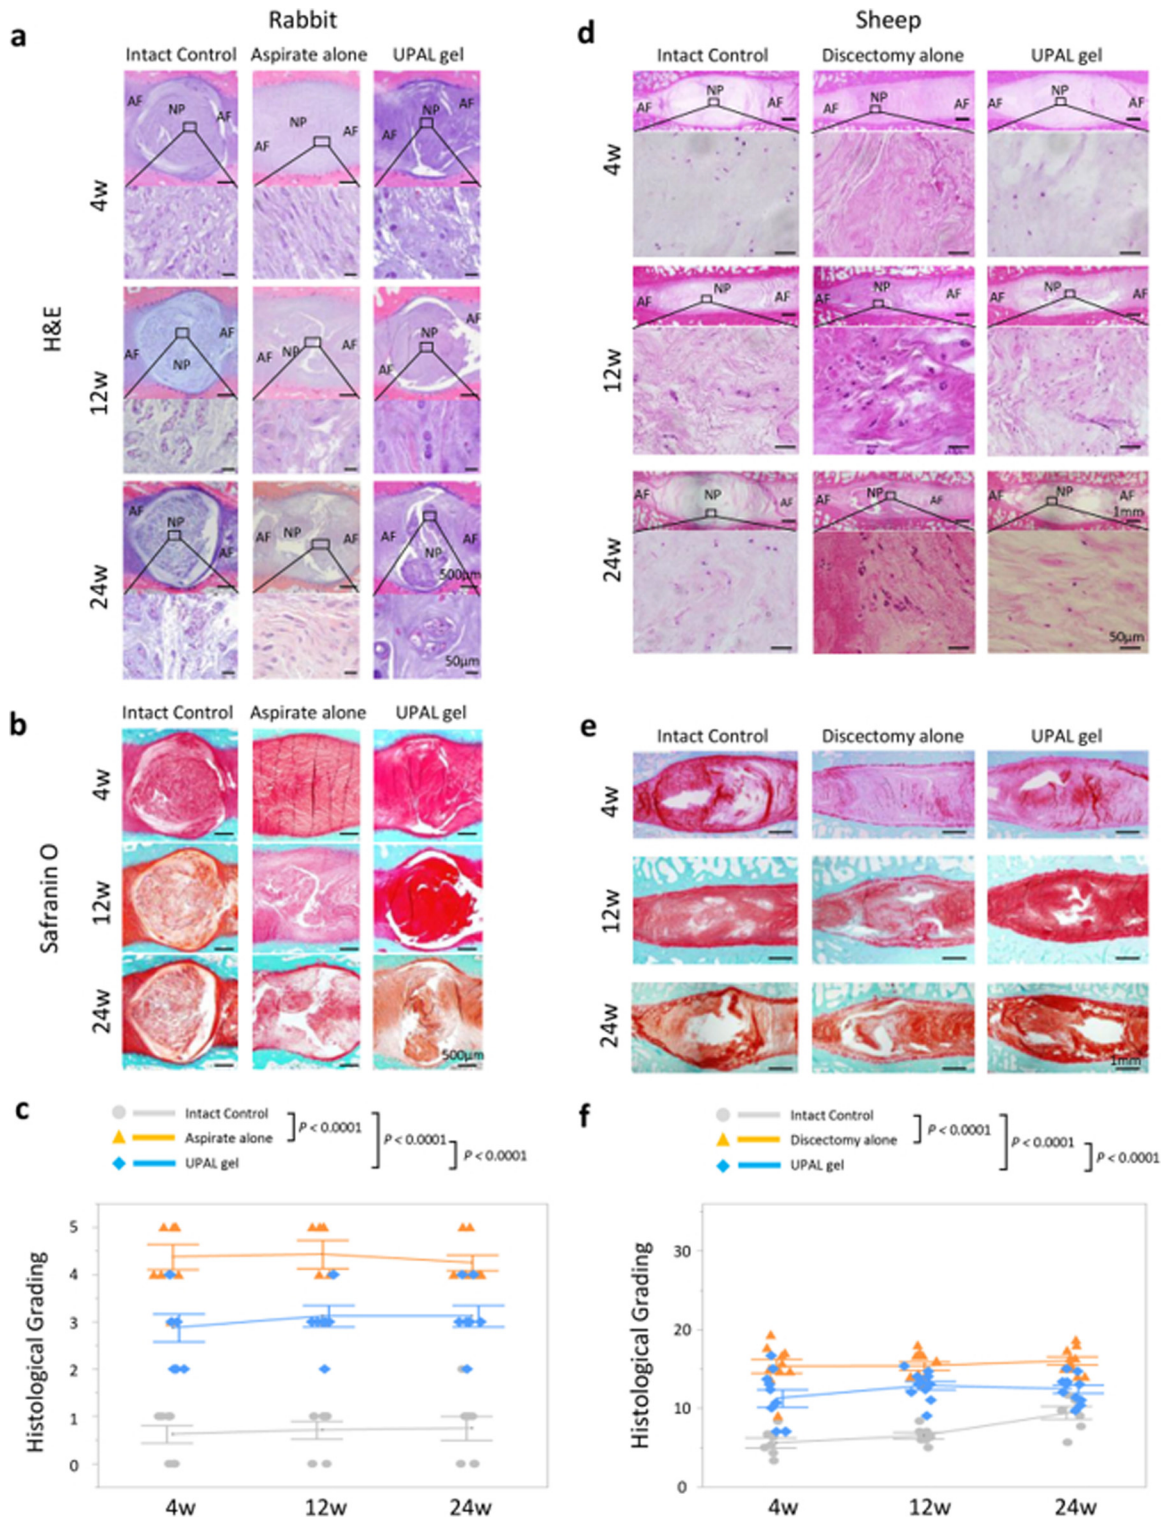 Rabbit
a
Intact Control Aspirate alone UPAL gel
H&E
4w
AF NP AF
NP AF AF
NP AF AF
12w
AF AF NP
AF NP AF
NP AF AF
24w
AF NP AF
AF NP AF
AF NP AF
500μm
50μm
b
Intact Control Aspirate alone UPAL gel
Safranin O
4w
12w
24w
500μm
c
Intact Control
Aspirate alone
UPAL gel
P < 0.0001
P < 0.0001
P < 0.0001
Histological Grading
5
4
3
2
1
0
4w 12w 24w
Sheep
d
Intact Control Discectomy alone UPAL gel
4w
AF NP AF
AF NP AF
AF NP AF
12w
AF NP AF
AF NP AF
AF NP AF
24w
NP AF
NP AF
NP AF
1mm
50μm
e
Intact Control Discectomy alone UPAL gel
4w
12w
24w
1mm
f
Intact Control
Discectomy alone
UPAL gel
P < 0.0001
P < 0.0001
P < 0.0001
Histological Grading
30
20
10
0
4w 12w 24w